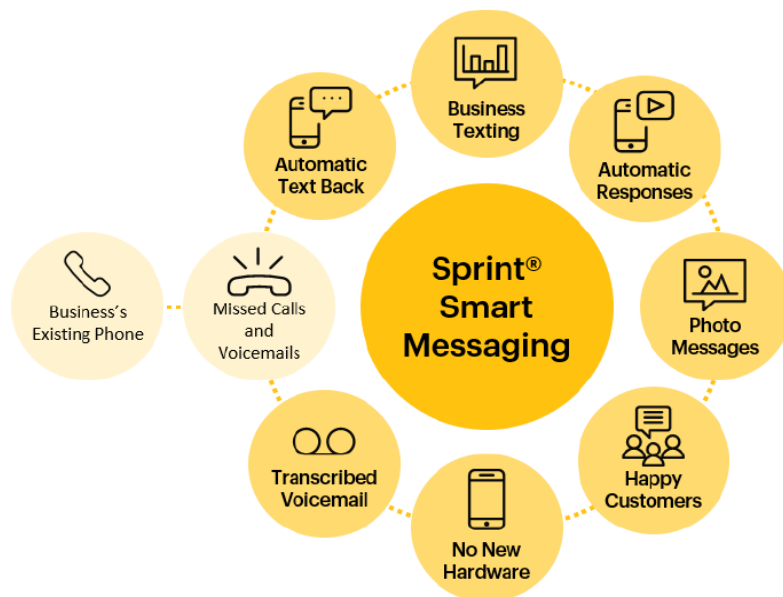 Business
Texting
Automatic
Text Back
Automatic
Responses
Sprint®
Smart
Messaging
Business´s
Existing Phone
Missed Calls
and
Voicemails
Photo
Messages
Transcribed
Voicemail
Happy
Customers
No New
Hardware